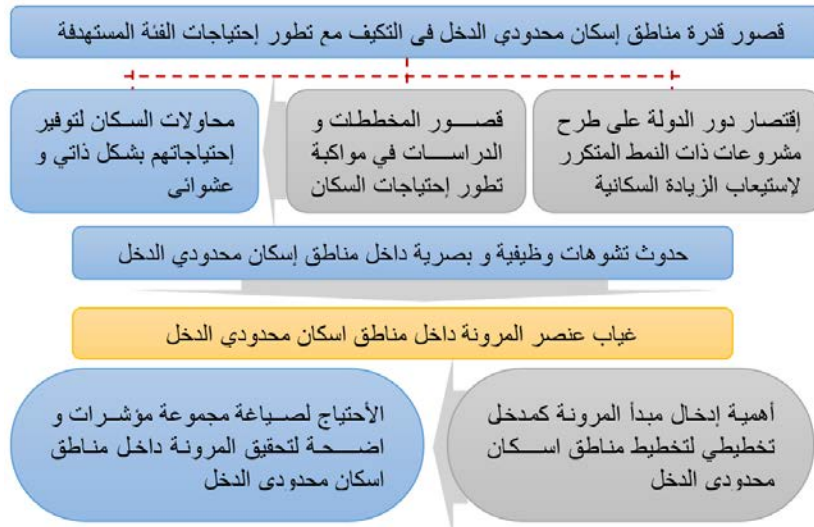 قصور قدرة مناطق إسكان محدودي الدخل في التكيف مع تطور إحتياجات الفئة المستهدفة
إقتصار دور الدولة على طرح
مشروعات ذات النمط المتكرر
لإستيعاب الزيادة السكانية
قصور المخططات و
الدراسات في مواكبة
تطور إحتياجات السكان
محاولات السكان لتوفير
إحتياجاتهم بشكل ذاتي و
عشوائي
حدوث تشوهات وظيفية و بصرية داخل مناطق إسكان محدودي الدخل
غياب عنصر المرونة داخل مناطق اسكان محدودي الدخل
أهمية إدخال مبدأ المرونة كمدخل
تخطيطي لتخطيط مناطق اسكان
محدودي الدخل
الأحتياج لصياغة مجموعة مؤشرات و
اضحة لتحقيق المرونة داخل مناطق
اسكان محدودي الدخل